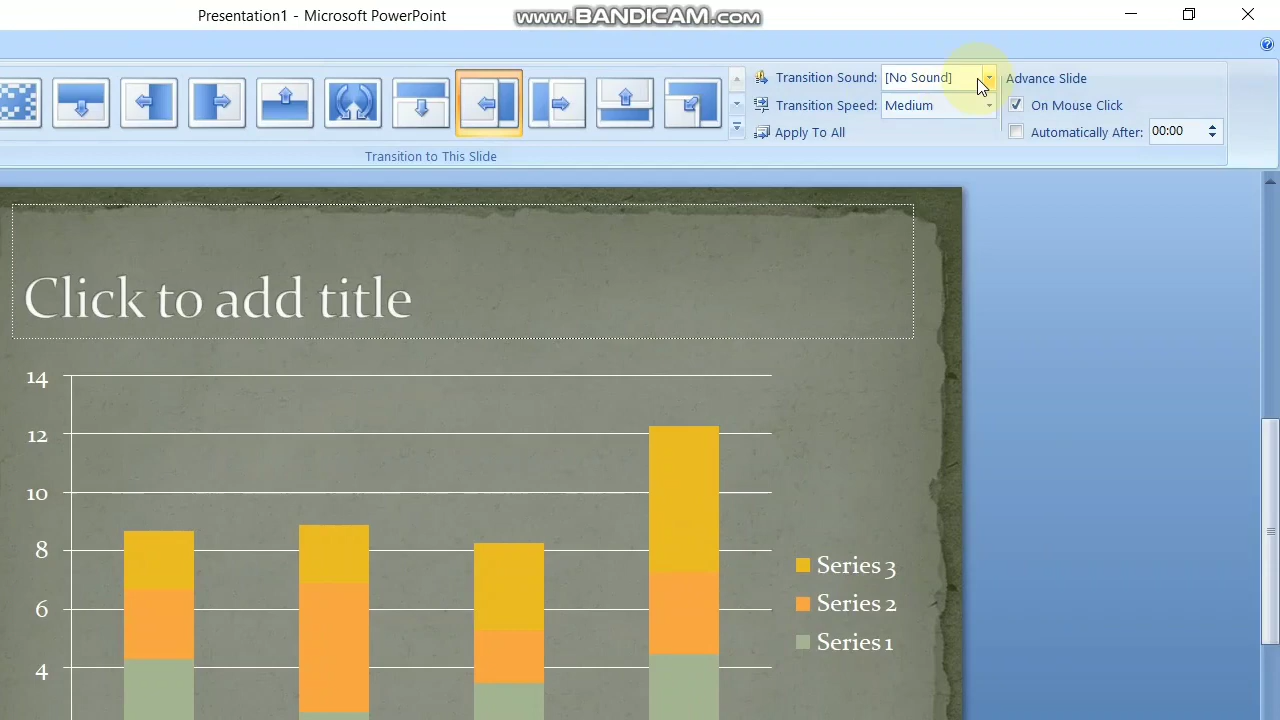 Presentation1 - Microsoft PowerPoint
www.BANDICAM.com
Transition Sound: [No Sound]
Advance Slide
Transition Speed: Medium
On Mouse Click
Apply To All
Automatically After: 00:00
Transition to This Slide
Click to add title
14
12
10
8
6
4
Series 3
Series 2
Series 1